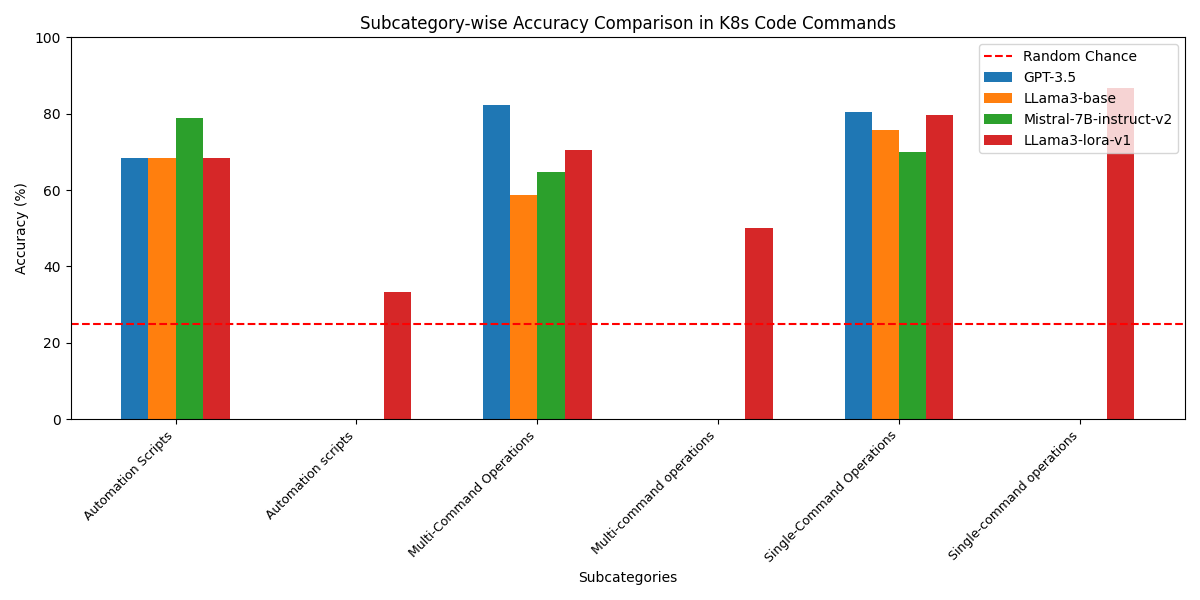 Subcategory-wise Accuracy Comparison in K8s Code Commands
Accuracy (%)
100
80
60
40
20
0
Random Chance
GPT-3.5
LLama3-base
Mistral-7B-instruct-v2
LLama3-lora-v1
Automation Scripts
Automation scripts
Multi-Command Operations
Multi-command operations
Single-Command Operations
Single-command operations
Subcategories